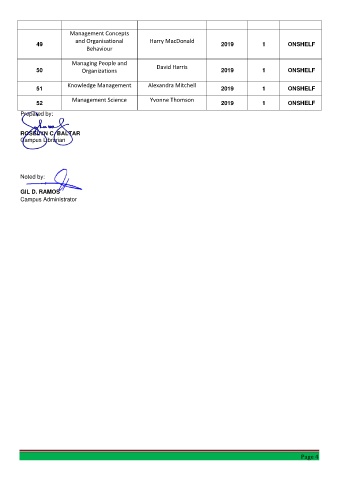 49 Management Concepts and Organisational Behaviour Harry MacDonald 2019 1 ONSHELF
50 Managing People and Organizations David Harris 2019 1 ONSHELF
51 Knowledge Management Alexandra Mitchell 2019 1 ONSHELF
52 Management Science Yvonne Thomson 2019 1 ONSHELF
Prepared by:
C. BALTAR
Campus Librarian
Noted by:
GIL D. RAMOS
Campus Administrator
Page 4